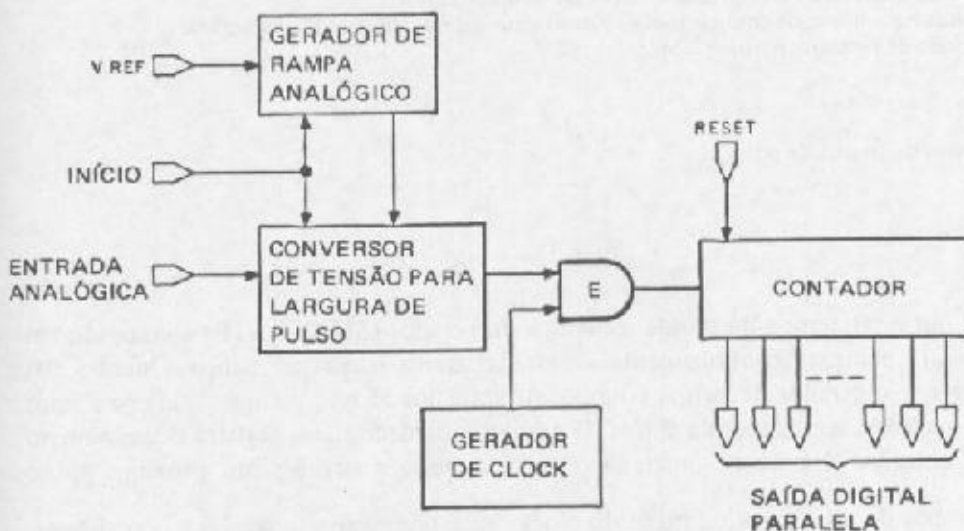 GERADOR DE
RAMPA
ANALÓGICO
V REF
RESET
INÍCIO
ENTRADA
ANALÓGICA
CONVERSOR
DE TENSÃO PARA
LARGURA DE
PULSO
E
CONTADOR
GERADOR
DE CLOCK
SAÍDA DIGITAL
PARALELA